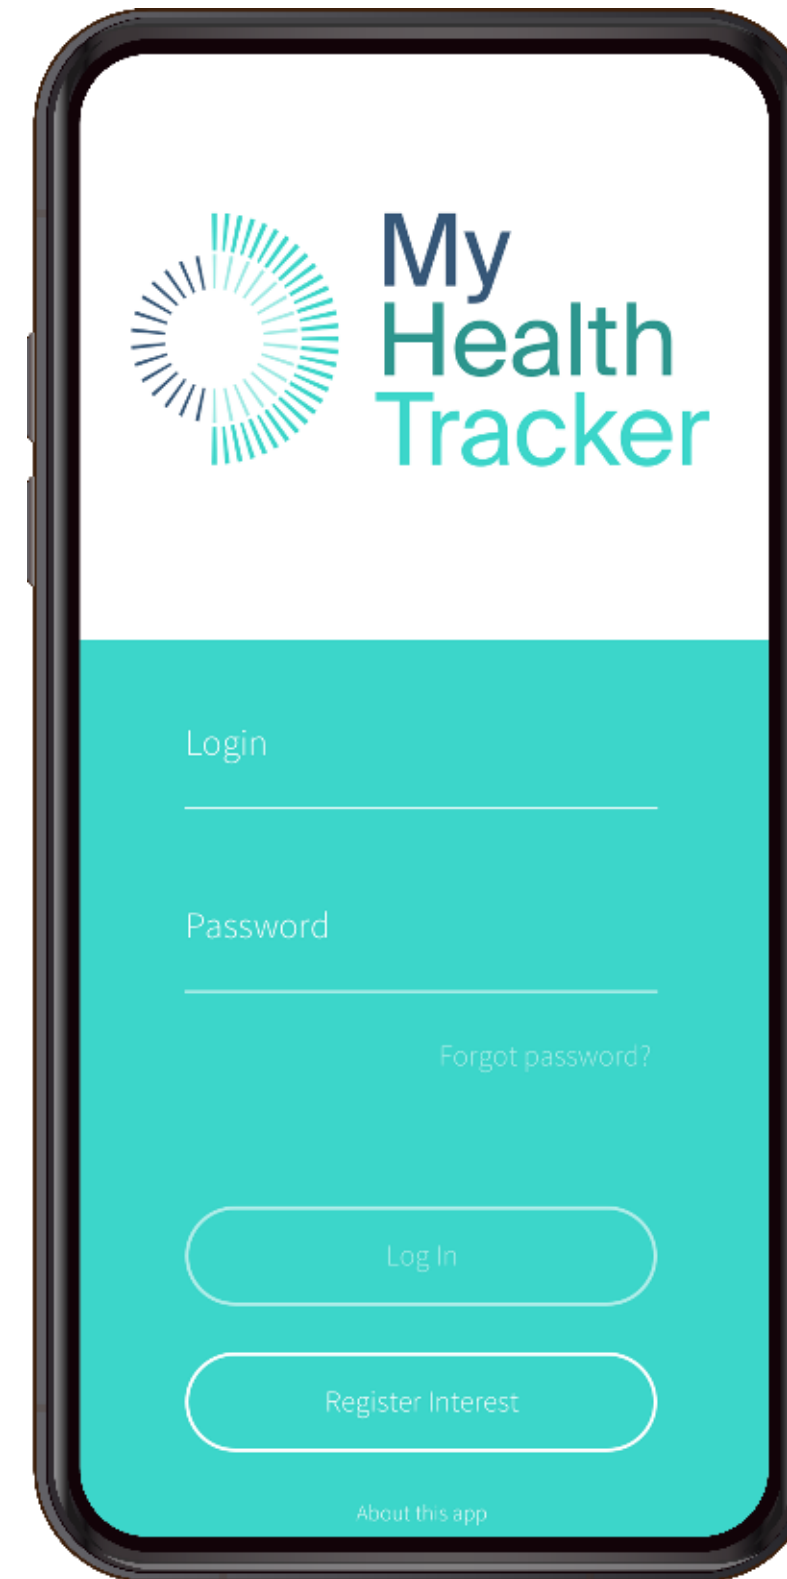 My
Health
Tracker
Login
Password
Forgot password?
Log In
Register Interest
About this app